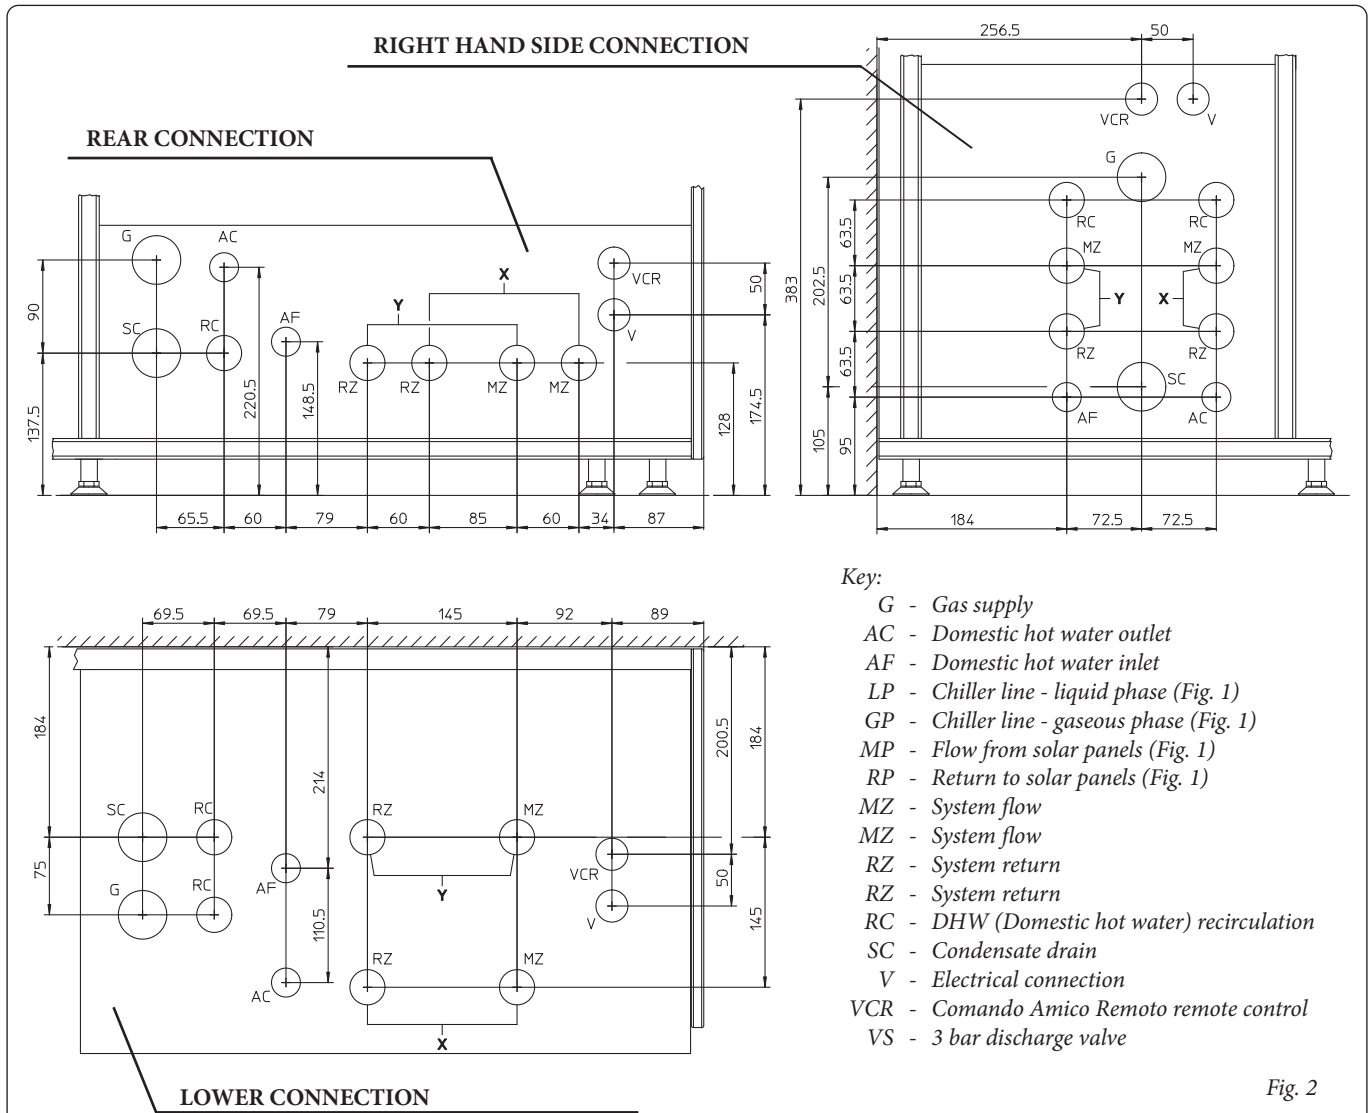 RIGHT HAND SIDE CONNECTION
REAR CONNECTION
256.5 50
VCR V
G
RC RC
MZ MZ
Y X
RZ RZ
SC
AF AC
383
202.5
63.5
63.5
63.5
105
95
184 72.5 72.5
G AC
SC RC AF
Y X
RZ RZ MZ MZ
VCR
V
90
137.5
220.5
148.5
128
174.5
50
65.5 60 79 60 85 60 34 87
69.5 69.5 79 145 92 89
184
75
214
110.5
200.5
50
184
145
SC RC RZ MZ
G RC AF Y VCR
V
AC RZ MZ
X
LOWER CONNECTION
Key:
G - Gas supply
AC - Domestic hot water outlet
AF - Domestic hot water inlet
LP - Chiller line - liquid phase (Fig. 1)
GP - Chiller line - gaseous phase (Fig. 1)
MP - Flow from solar panels (Fig. 1)
RP - Return to solar panels (Fig. 1)
MZ - System flow
MZ - System flow
RZ - System return
RZ - System return
RC - DHW (Domestic hot water) recirculation
SC - Condensate drain
V - Electrical connection
VCR - Comando Amico Remoto remote control
VS - 3 bar discharge valve
Fig. 2